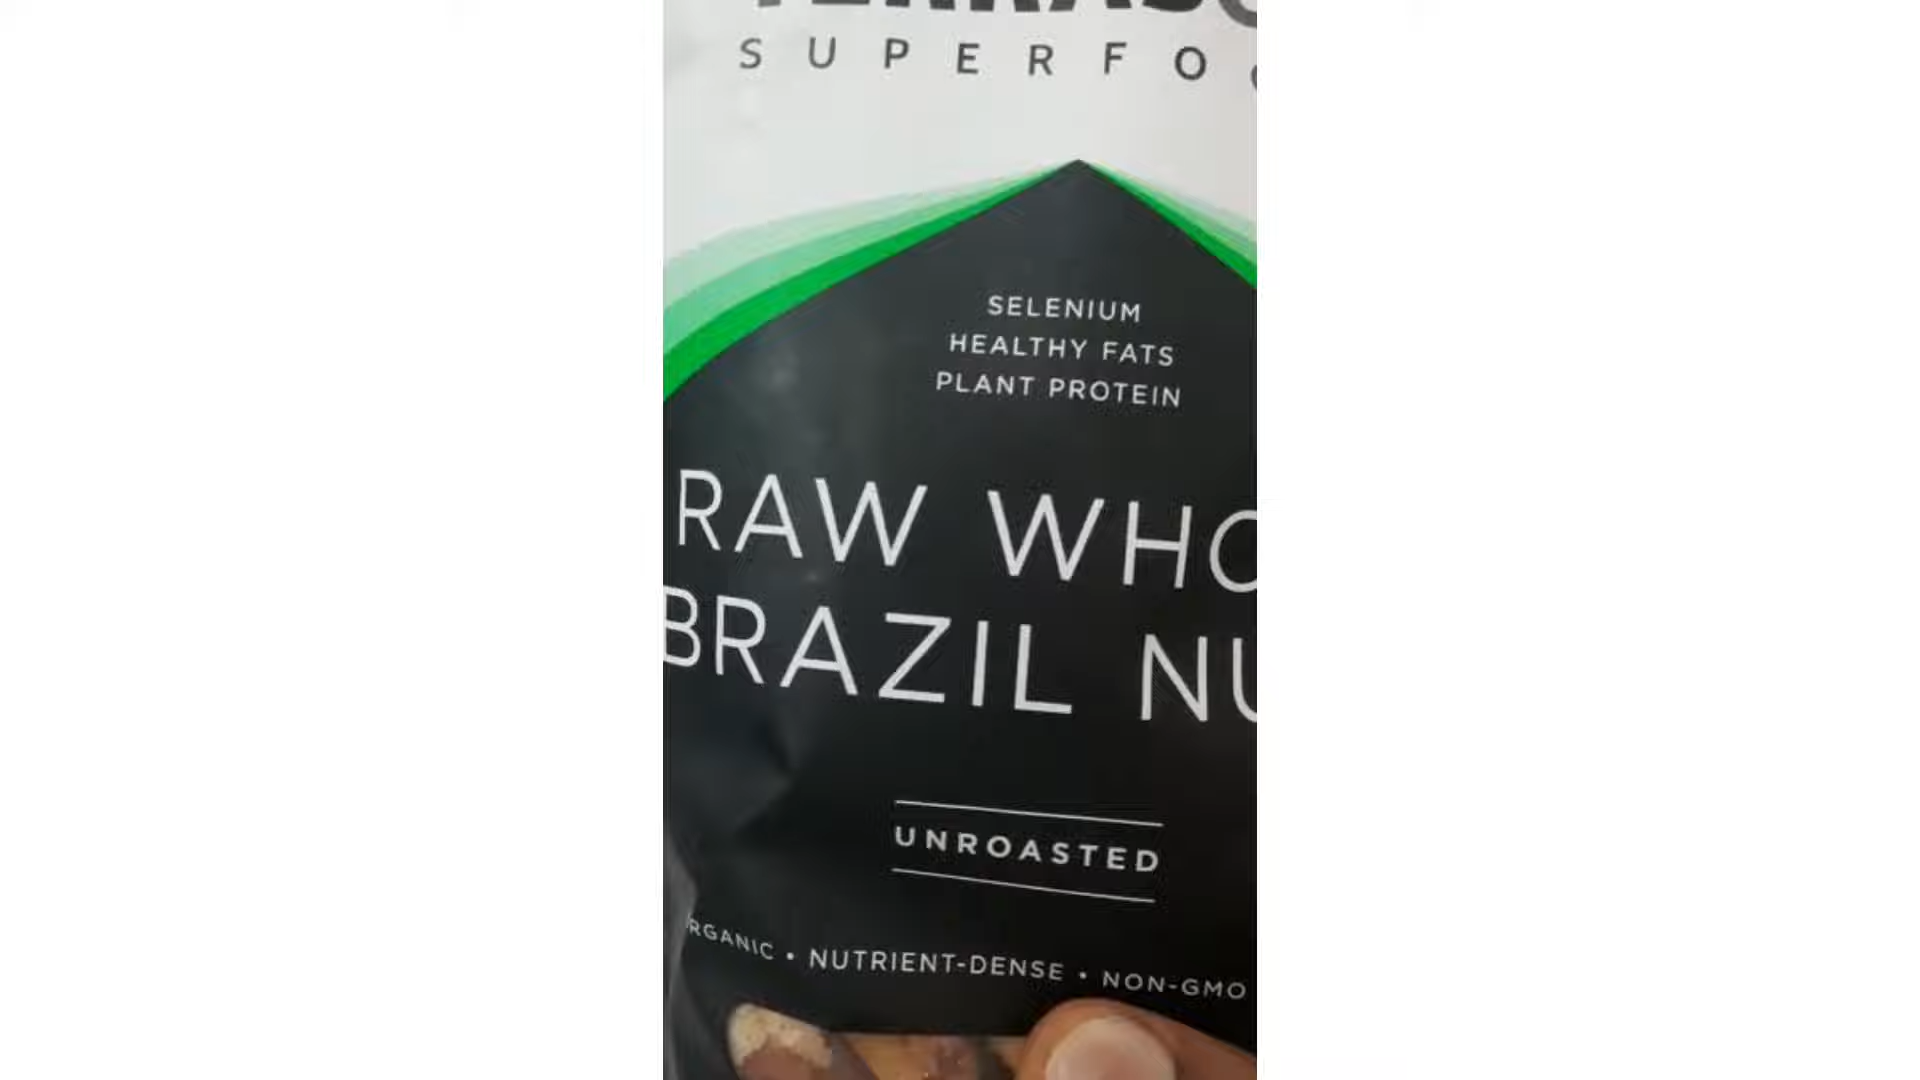 SUPERFO
SELENIUM
HEALTHY FATS
PLANT PROTEIN
RAW WHO
BRAZIL NU
UNROASTED
RGANIC • NUTRIENT-DENSE • NON-GMO